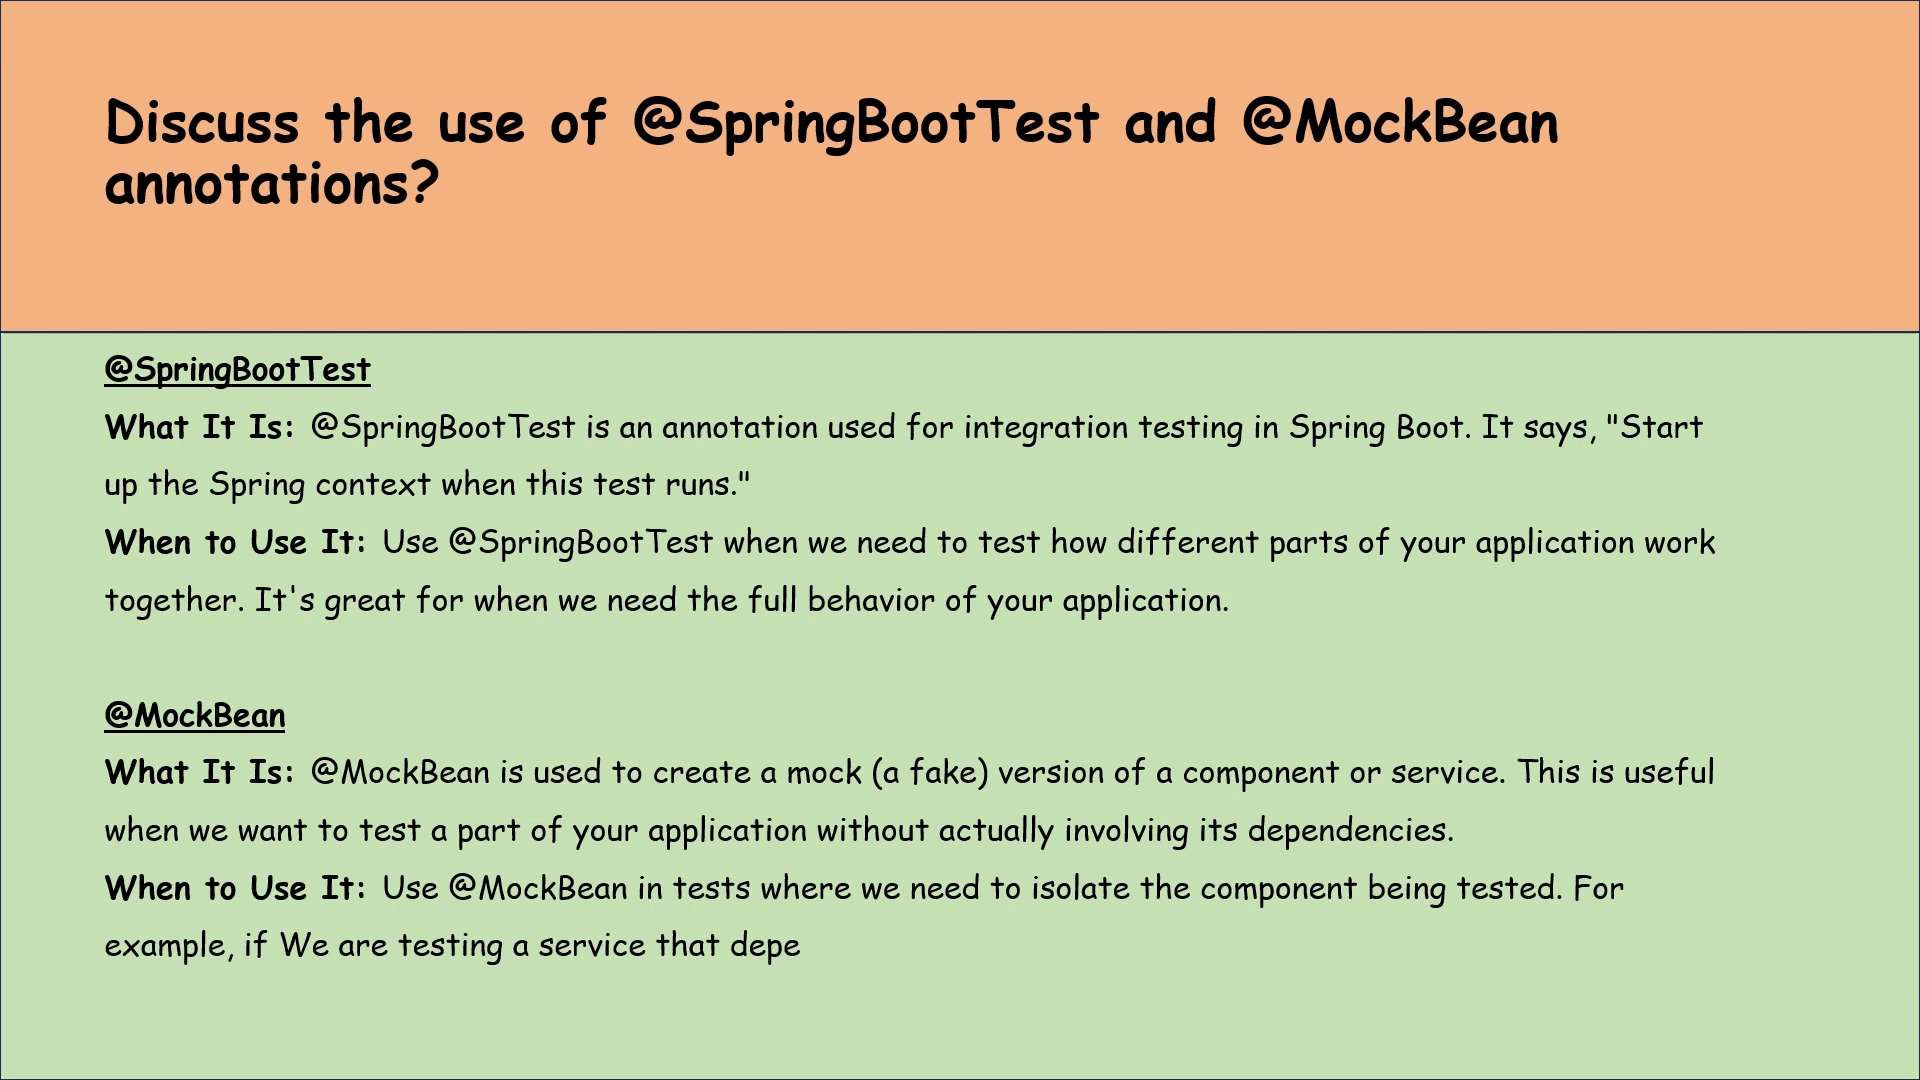 Discuss the use of @SpringBootTest and @MockBean
annotations?
@SpringBootTest
What It Is: @SpringBootTest is an annotation used for integration testing in Spring Boot. It says, "Start
up the Spring context when this test runs."
When to Use It: Use @SpringBootTest when we need to test how different parts of your application work
together. It's great for when we need the full behavior of your application.
@MockBean
What It Is: @MockBean is used to create a mock (a fake) version of a component or service. This is useful
when we want to test a part of your application without actually involving its dependencies.
When to Use It: Use @MockBean in tests where we need to isolate the component being tested. For
example, if We are testing a service that depe